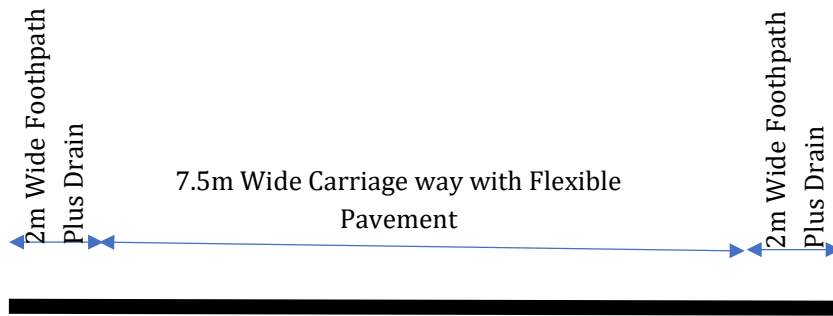 2m Wide Foothpath
Plus Drain
7.5m Wide Carriage way with Flexible
Pavement
2m Wide Foothpath
Plus Drain